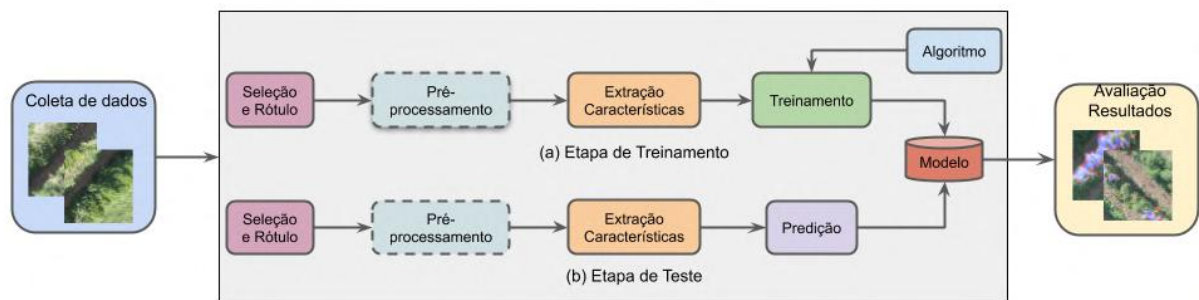 Coleta de dados
Seleção
e Rótulo
Pré-
processamento
Extração
Características
Treinamento
Algoritmo
(a) Etapa de Treinamento
Modelo
Seleção
e Rótulo
Pré-
processamento
Extração
Características
Predição
(b) Etapa de Teste
Avaliação
Resultados